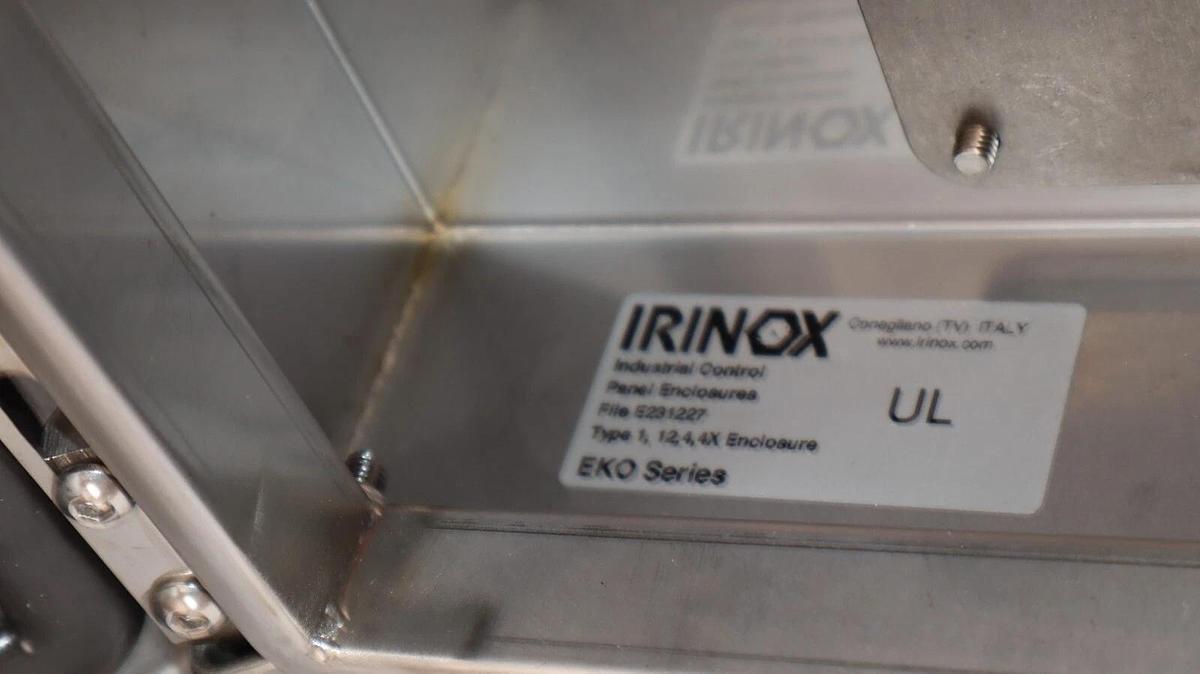 IRINOX Conegliano (TV) ITALY
www.irinox.com
Industrial Control
Panel Enclosures
File E231227
Type 1, 12,4,4X Enclosure
UL
EKO Series
IRINOX